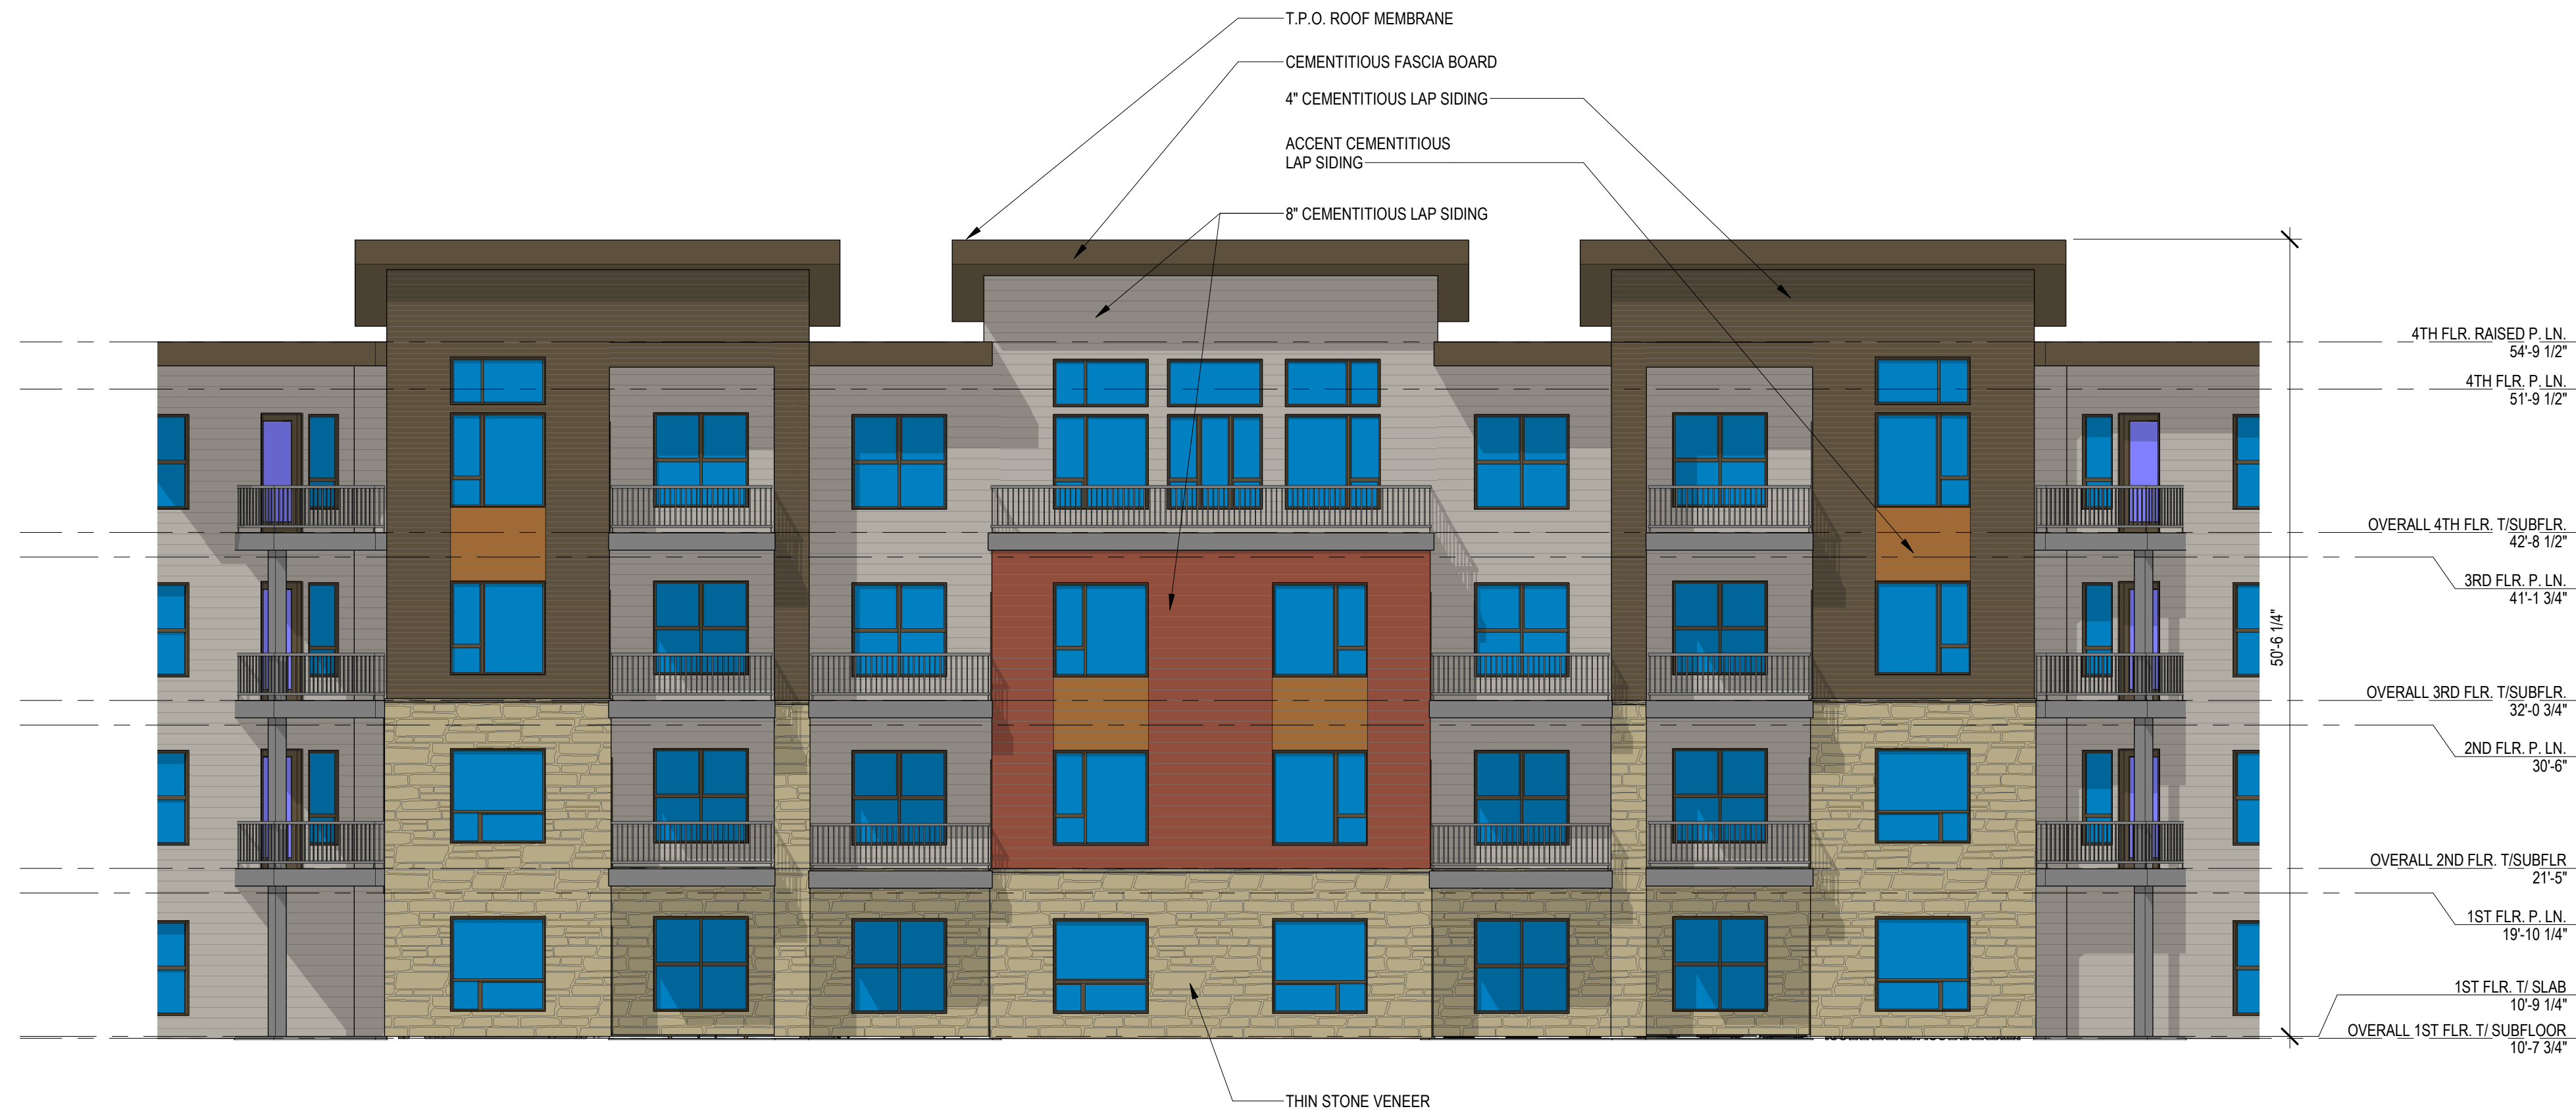 T.P.O. ROOF MEMBRANE
CEMENTITIOUS FASCIA BOARD
4" CEMENTITIOUS LAP SIDING
ACCENT CEMENTITIOUS
LAP SIDING
8" CEMENTITIOUS LAP SIDING
4TH FLR. RAISED P. LN.
54'-9 1/2"
4TH FLR. P. LN.
51'-9 1/2"
OVERALL 4TH FLR. T/SUBFLR.
42'-8 1/2"
3RD FLR. P. LN.
41'-1 3/4"
50'-6 1/4"
OVERALL 3RD FLR. T/SUBFLR.
32'-0 3/4"
2ND FLR. P. LN.
30'-6"
OVERALL 2ND FLR. T/SUBFLR
21'-5"
1ST FLR. P. LN.
19'-10 1/4"
1ST FLR. T/ SLAB
10'-9 1/4"
OVERALL 1ST FLR. T/ SUBFLOOR
10'-7 3/4"
THIN STONE VENEER